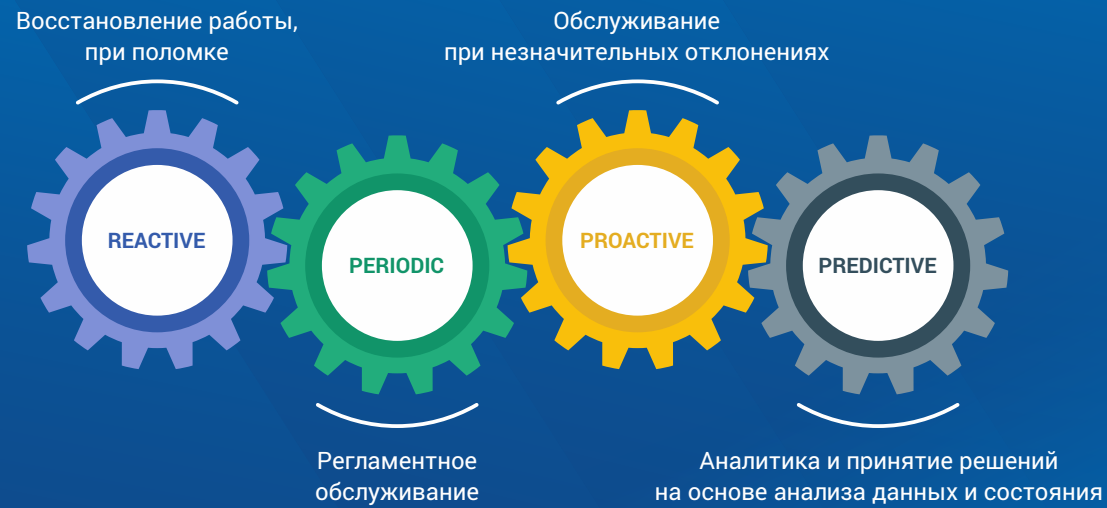 Восстановление работы,
при поломке
Обслуживание
при незначительных отклонениях
REACTIVE
PERIODIC
PROACTIVE
PREDICTIVE
Регламентное
обслуживание
Аналитика и принятие решений
на основе анализа данных и состояния